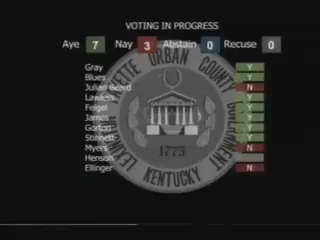 VOTING IN PROGRESS
Aye 7 Nay 3 Abstain 0 Recuse 0
Gray Y
Blues Y
Julian Beard N
Lawless Y
Feigel Y
James Y
Gorton Y
Stinnett Y
Myers N
Henson
Ellinger N
LEXINGTON FAYETTE URBAN COUNTY GOVERNMENT
1775
KENTUCKY